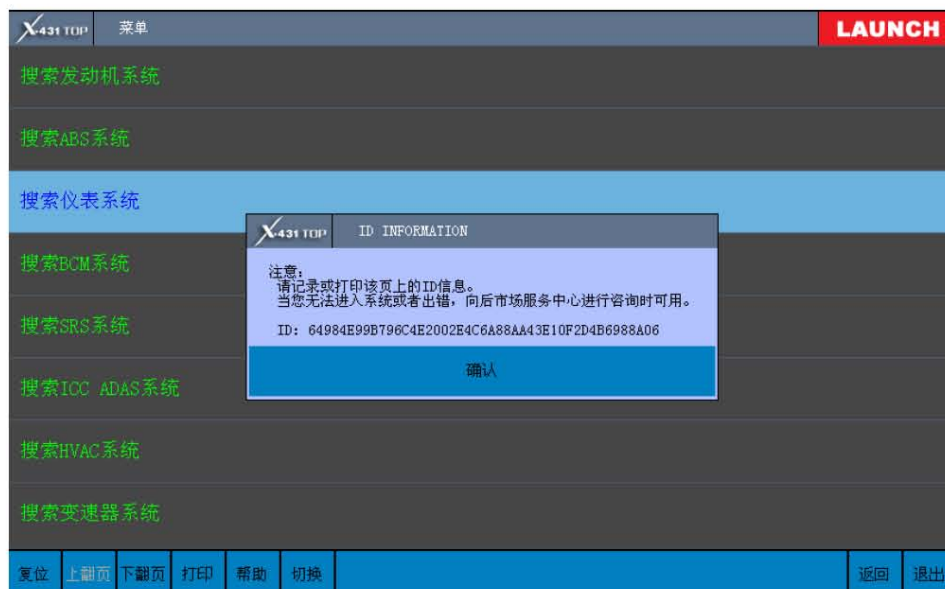 X-431 TOP 菜单 LAUNCH
搜索发动机系统
搜索ABS系统
搜索仪表系统
X-431 TOP ID INFORMATION
注意:
请记录或打印该页上的ID信息。
当您无法进入系统或者出错,向后市场服务中心进行咨询时可用。
ID: 64984E99B796C4E2002E4C6A88AA43E10F2D4B6988A06
确认
搜索BCM系统
搜索SRS系统
搜索ICC ADAS系统
搜索HVAC系统
搜索变速器系统
复位 上翻页 下翻页 打印 帮助 切换 返回 退出